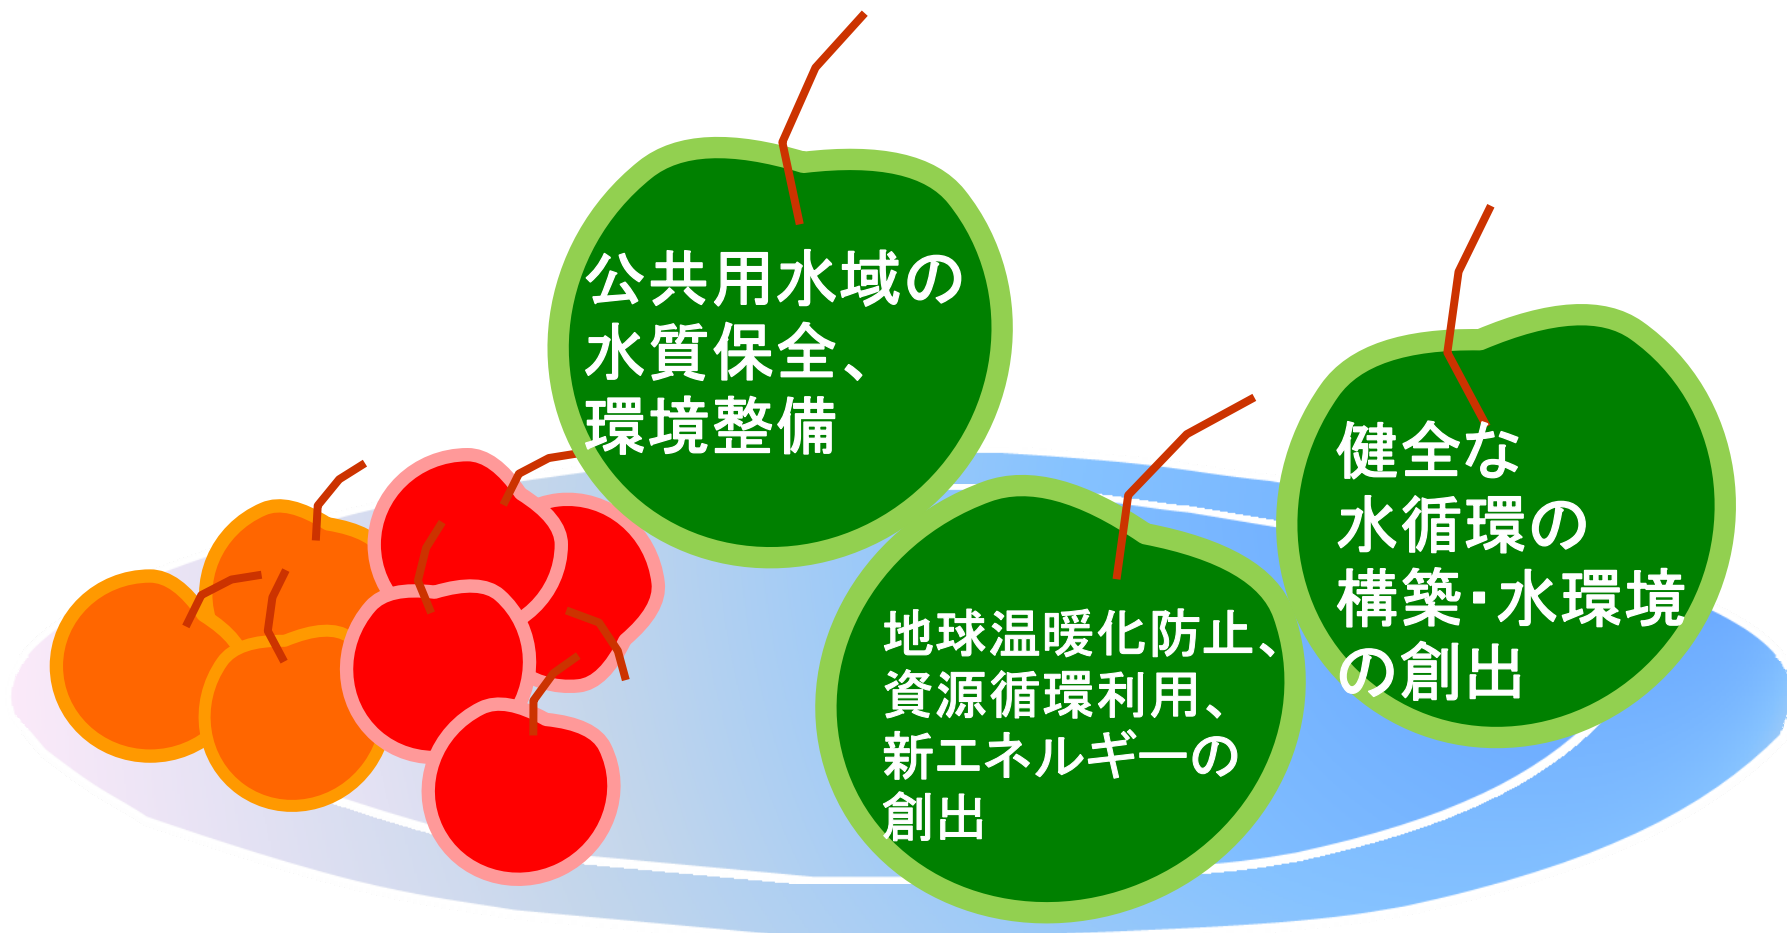 公共用水域の
水質保全、
環境整備
健全な
水循環の
構築・水環境
の創出
地球温暖化防止、
資源循環利用、
新エネルギーの
創出